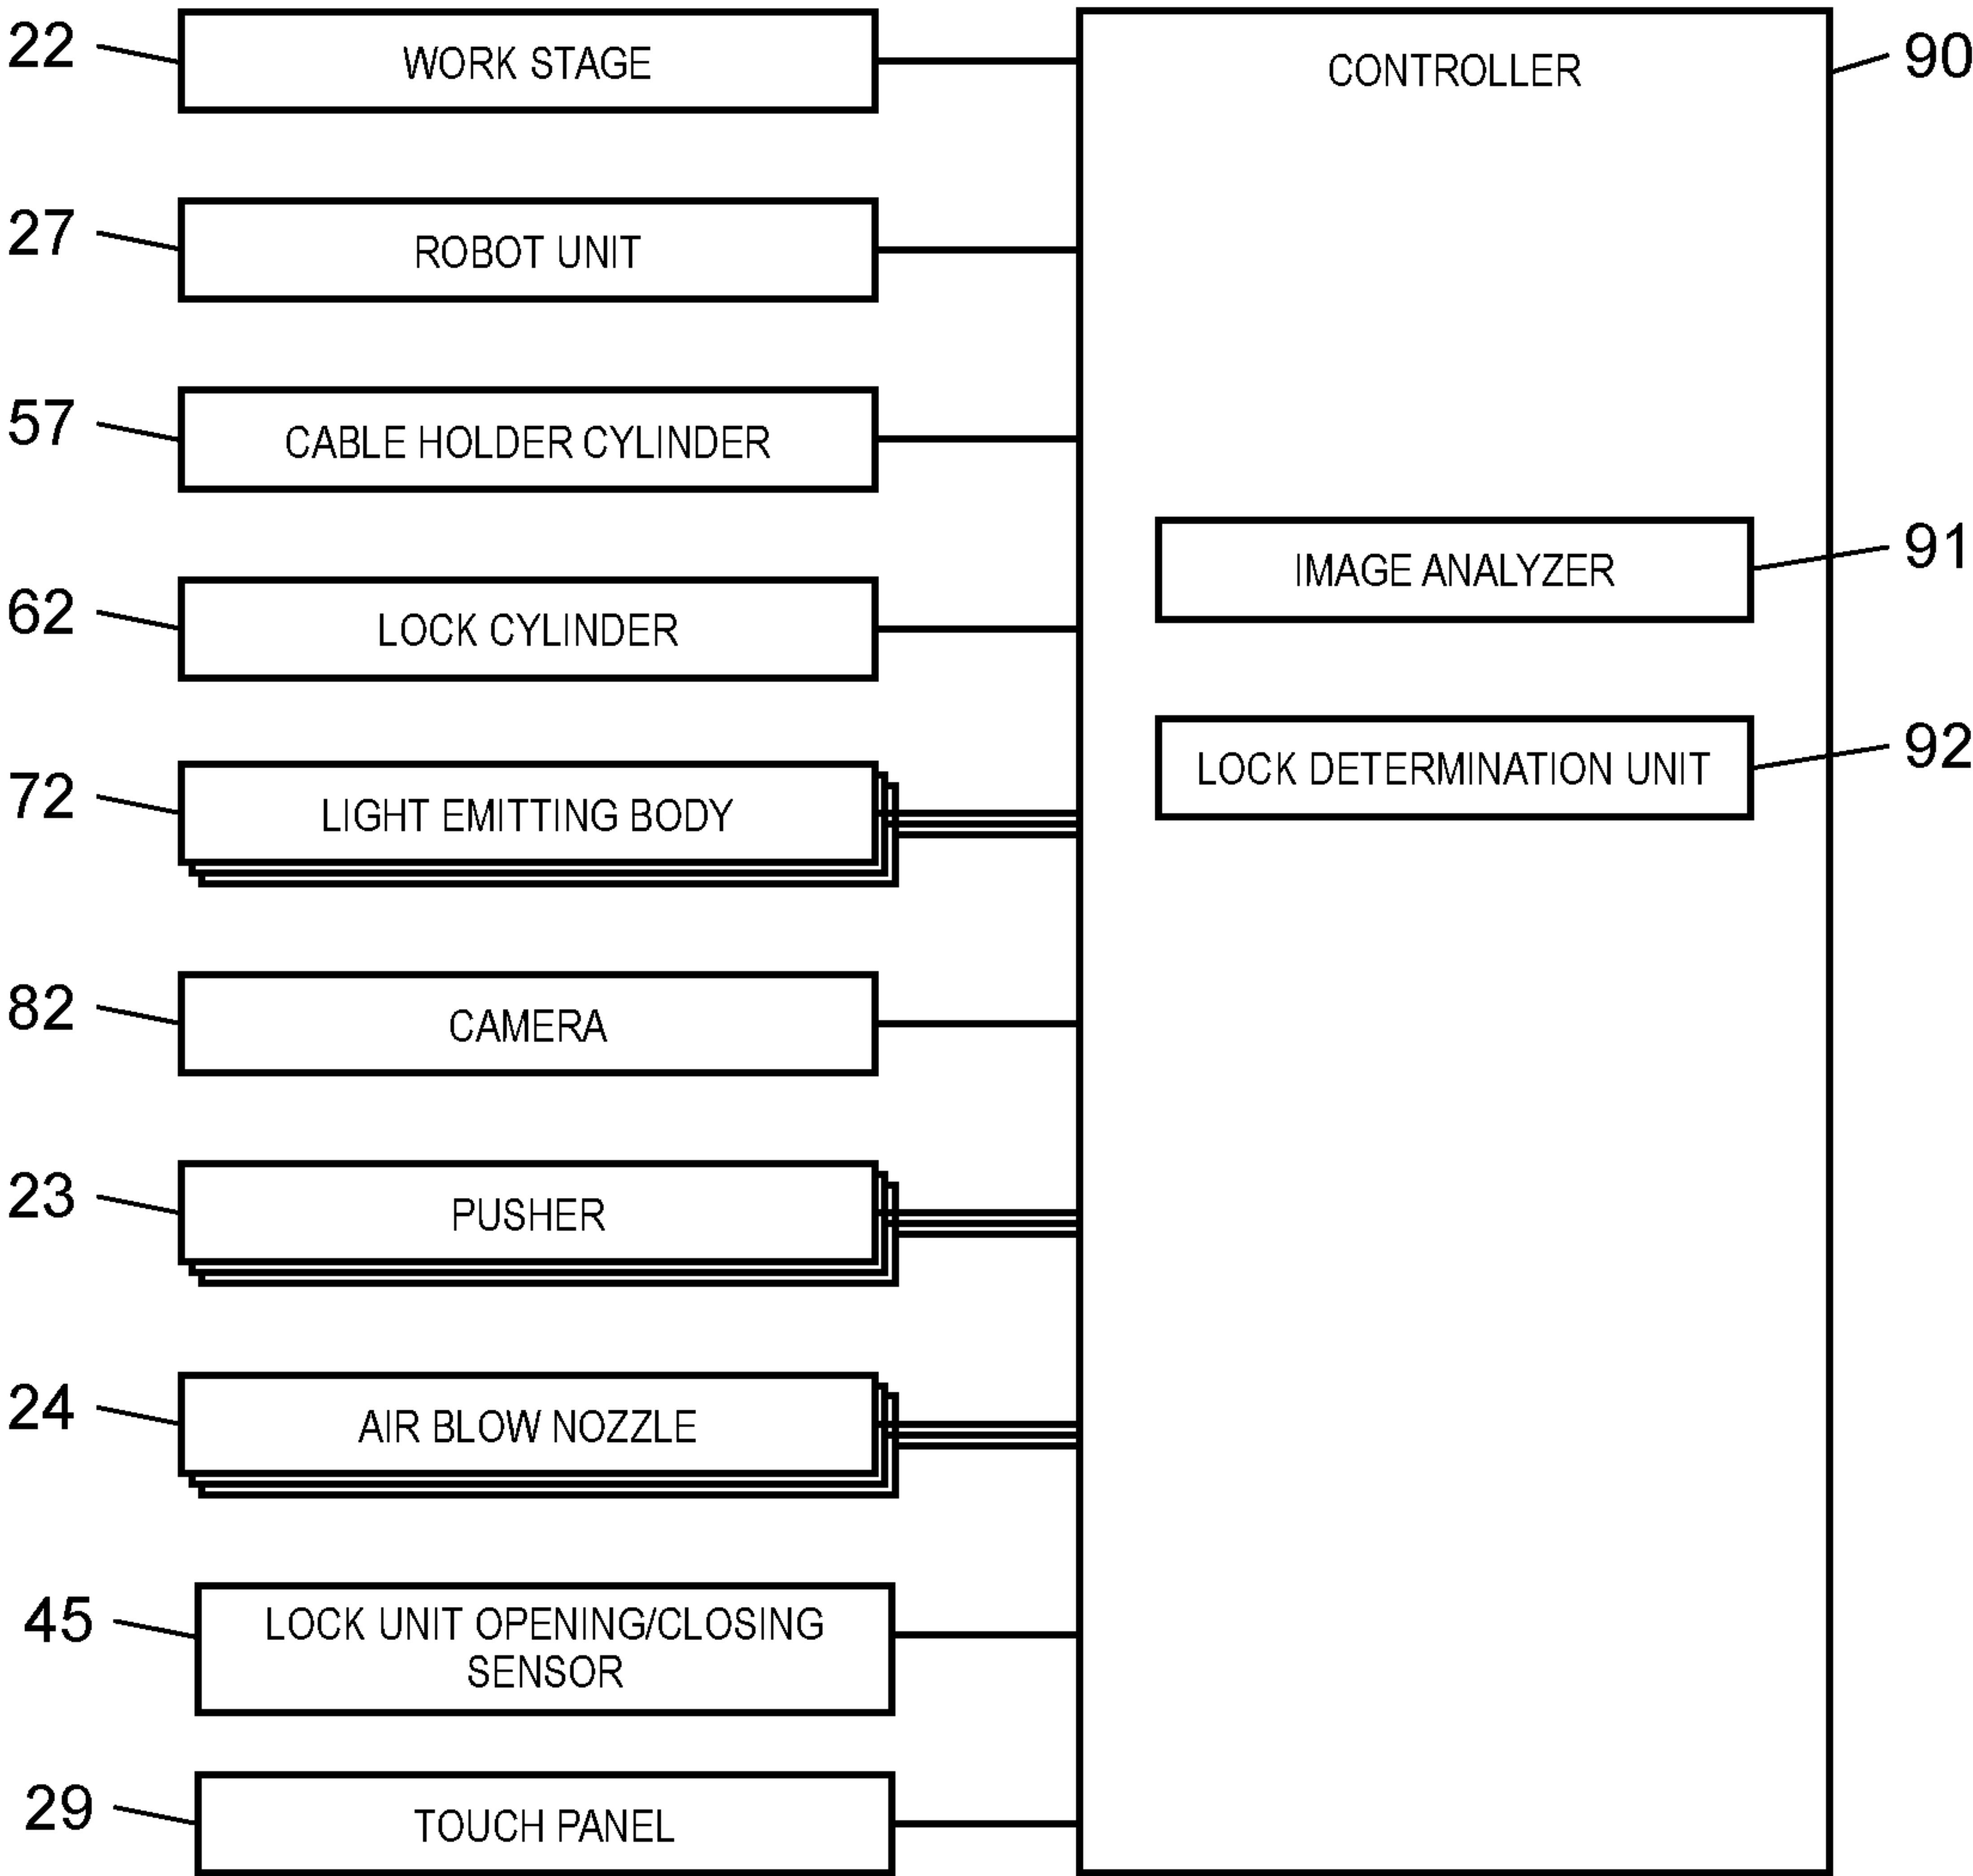 22
WORK STAGE
CONTROLLER
90
27
ROBOT UNIT
57
CABLE HOLDER CYLINDER
IMAGE ANALYZER
91
62
LOCK CYLINDER
LOCK DETERMINATION UNIT
92
72
LIGHT EMITTING BODY
82
CAMERA
23
PUSHER
24
AIR BLOW NOZZLE
45
LOCK UNIT OPENING/CLOSING
SENSOR
29
TOUCH PANEL